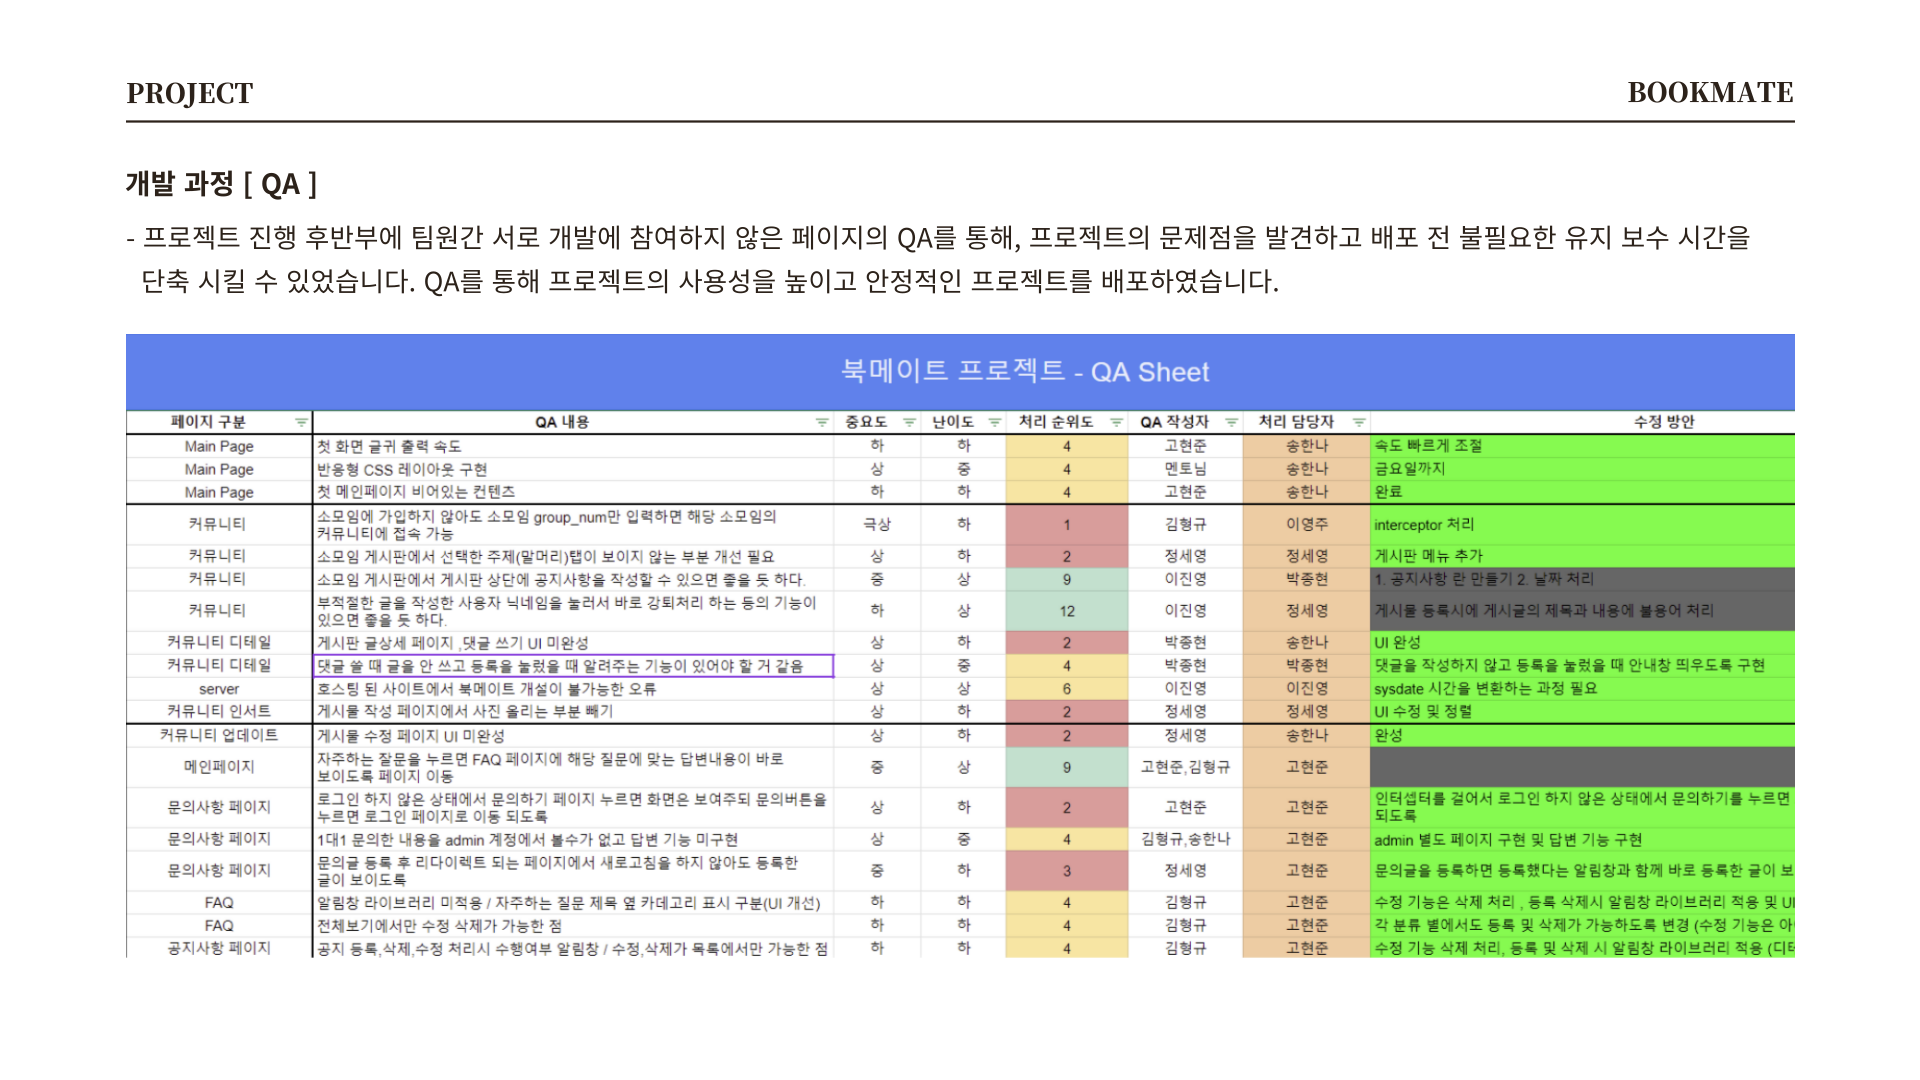 PROJECT
BOOKMATE
개발 과정 [ QA ]
- 프로젝트 진행 후반부에 팀원간 서로 개발에 참여하지 않은 페이지의 QA를 통해, 프로젝트의 문제점을 발견하고 배포 전 불필요한 유지 보수 시간을
단축 시킬 수 있었습니다. QA를 통해 프로젝트의 사용성을 높이고 안정적인 프로젝트를 배포하였습니다.
북메이트 프로젝트 - QA Sheet
페이지 구분 QA 내용 중요도 난이도 처리 순위도 QA 작성자 처리 담당자 수정 방안
Main Page 첫 화면 글귀 출력 속도 하 하 4 고현준 송한나 속도 빠르게 조절
Main Page 반응형 CSS 레이아웃 구현 상 중 4 멘토님 송한나 금요일까지
Main Page 첫 메인페이지 비어있는 컨텐츠 하 하 4 고현준 송한나 완료
커뮤니티 소모임에 가입하지 않아도 소모임 group_num만 입력하면 해당 소모임의
커뮤니티에 접속 가능 극상 하 1 김형규 이영주 interceptor 처리
커뮤니티 소모임 게시판에서 선택한 주제(말머리)탭이 보이지 않는 부분 개선 필요 상 하 2 정세영 정세영 게시판 메뉴 추가
커뮤니티 소모임 게시판에서 게시판 상단에 공지사항을 작성할 수 있으면 좋을 듯 하다. 중 상 9 이진영 박종현 1. 공지사항 란 만들기 2. 날짜 처리
커뮤니티 부적절한 글을 작성한 사용자 닉네임을 눌러서 바로 강퇴처리 하는 등의 기능이
있으면 좋을 듯 하다. 하 상 12 이진영 정세영 게시물 등록시에 게시글의 제목과 내용에 불용어 처리
커뮤니티 디테일 게시판 글상세 페이지 ,댓글 쓰기 UI 미완성 상 하 2 박종현 송한나 UI 완성
커뮤니티 디테일 댓글 쓸 때 글을 안 쓰고 등록을 눌렀을 때 알려주는 기능이 있어야 할 거 같음 상 중 4 박종현 박종현 댓글을 작성하지 않고 등록을 눌렀을 때 안내창 띄우도록 구현
server 호스팅 된 사이트에서 북메이트 개설이 불가능한 오류 상 상 6 이진영 이진영 sysdate 시간을 변환하는 과정 필요
커뮤니티 인서트 게시물 작성 페이지에서 사진 올리는 부분 빼기 상 하 2 정세영 정세영 UI 수정 및 정렬
커뮤니티 업데이트 게시물 수정 페이지 UI 미완성 상 하 2 정세영 송한나 완성
메인페이지 자주하는 잘문을 누르면 FAQ 페이지에 해당 질문에 맞는 답변내용이 바로
보이도록 페이지 이동 중 상 9 고현준,김형규 고현준
문의사항 페이지 로그인 하지 않은 상태에서 문의하기 페이지 누르면 화면은 보여주되 문의버튼을
누르면 로그인 페이지로 이동 되도록 상 하 2 고현준 고현준 인터셉터를 걸어서 로그인 하지 않은 상태에서 문의하기를 누르면
되도록
문의사항 페이지 1대1 문의한 내용을 admin 계정에서 볼수가 없고 답변 기능 미구현 상 중 4 김형규,송한나 고현준 admin 별도 페이지 구현 및 답변 기능 구현
문의사항 페이지 문의글 등록 후 리다이렉트 되는 페이지에서 새로고침을 하지 않아도 등록한
글이 보이도록 중 하 3 정세영 고현준 문의글을 등록하면 등록했다는 알림창과 함께 바로 등록한 글이 보
FAQ 알림창 라이브러리 미적용 / 자주하는 질문 제목 옆 카데고리 표시 구분(UI 개선) 하 하 4 김형규 고현준 수정 기능은 삭제 처리 , 등록 삭제시 알림창 라이브러리 적용 및 UI
FAQ 전체보기에서만 수정 삭제가 가능한 점 하 하 4 김형규 고현준 각 분류 별에서도 등록 및 삭제가 가능하도록 변경 (수정 기능은
공지사항 페이지 공지 등록,삭제,수정 처리시 수행여부 알림창 / 수정,삭제가 목록에서만 가능한 점 하 하 4 김형규 고현준 수정 기능 삭제 처리, 등록 및 삭제 시 알림창 라이브러리 적용